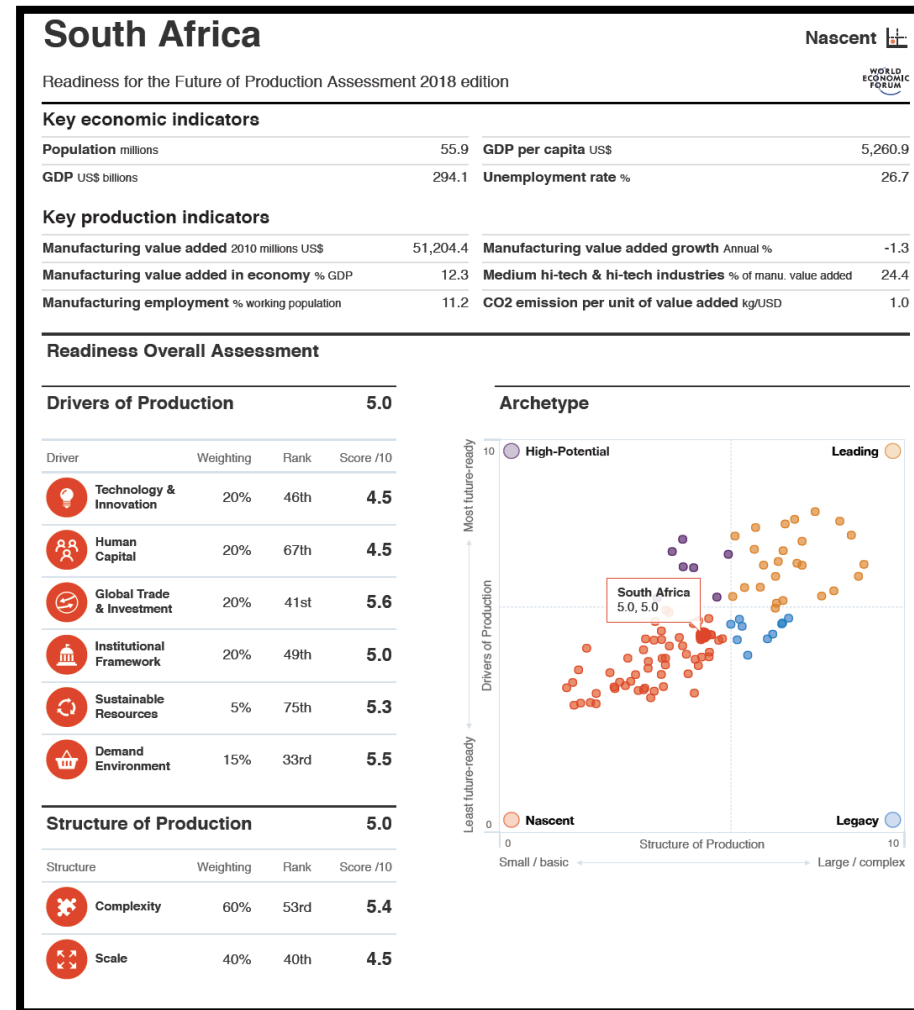 South Africa
Nascent
Readiness for the Future of Production Assessment 2018 edition
WORLD
ECONOMIC
FORUM
Key economic indicators
Population millions 55.9 GDP per capita US$ 5,260.9
GDP US$ billions 294.1 Unemployment rate % 26.7
Key production indicators
Manufacturing value added 2010 millions US$ 51,204.4 Manufacturing value added growth Annual % -1.3
Manufacturing value added in economy % GDP 12.3 Medium hi-tech & hi-tech industries % of manu. value added 24.4
Manufacturing employment % working population 11.2 CO2 emission per unit of value added kg/USD 1.0
Readiness Overall Assessment
Drivers of Production 5.0
Driver Weighting Rank Score /10
Technology &
Innovation 20% 46th 4.5
Human
Capital 20% 67th 4.5
Global Trade
& Investment 20% 41st 5.6
Institutional
Framework 20% 49th 5.0
Sustainable
Resources 5% 75th 5.3
Demand
Environment 15% 33rd 5.5
Structure of Production 5.0
Structure Weighting Rank Score /10
Complexity 60% 53rd 5.4
Scale 40% 40th 4.5
Archetype
10 High-Potential Leading
Most future-ready
Drivers of Production
Least future-ready
South Africa
5.0, 5.0
0 Nascent Legacy
0 Structure of Production 10
Small / basic Large / complex